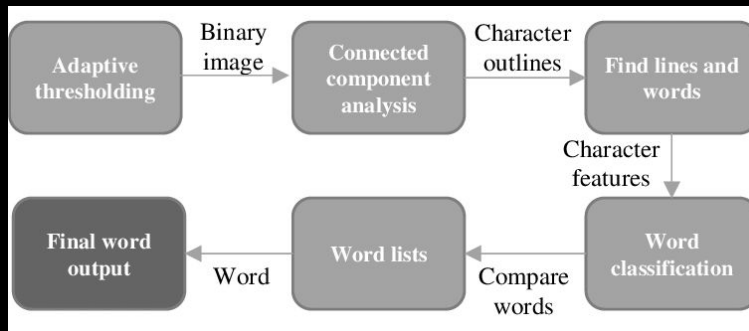 Adaptive
thresholding
Binary
image
Connected
component
analysis
Character
outlines
Find lines and
words
Character
features
Word
classification
Compare
words
Word lists
Word
Final word
output